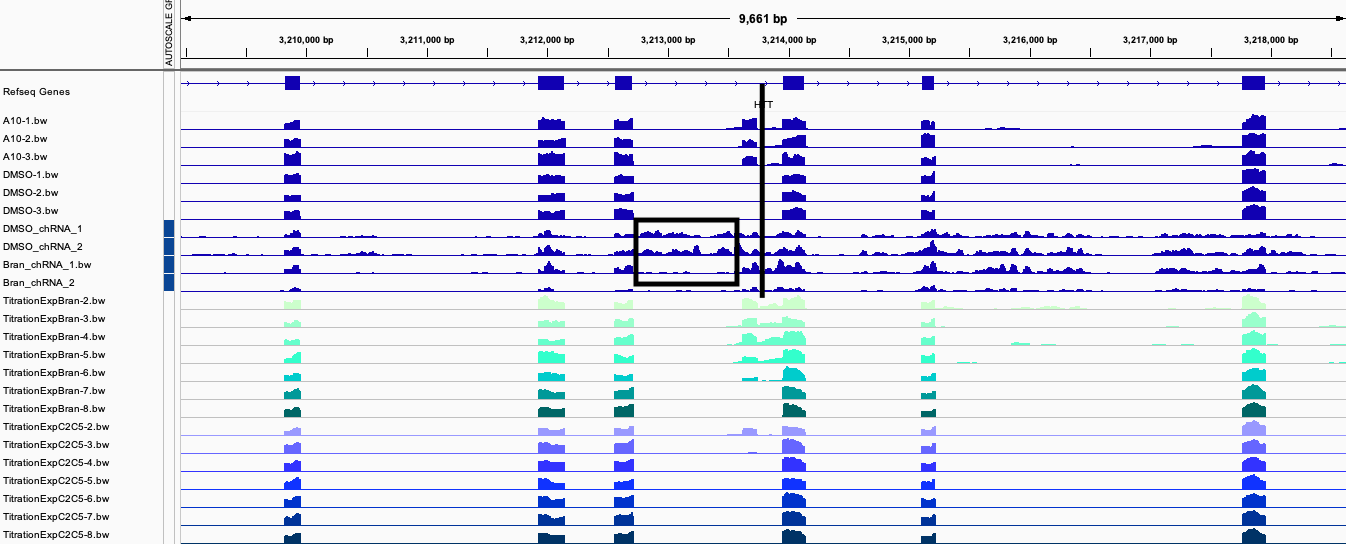 AUTOSCALE GR
9,661 bp
3,210,000 bp 3,211,000 bp 3,212,000 bp 3,213,000 bp 3,214,000 bp 3,215,000 bp 3,216,000 bp 3,217,000 bp 3,218,000 bp
Refseq Genes
HTT
A10-1.bw
A10-2.bw
A10-3.bw
DMSO-1.bw
DMSO-2.bw
DMSO-3.bw
DMSO_chRNA_1
DMSO_chRNA_2
Bran_chRNA_1.bw
Bran_chRNA_2
TitrationExpBran-2.bw
TitrationExpBran-3.bw
TitrationExpBran-4.bw
TitrationExpBran-5.bw
TitrationExpBran-6.bw
TitrationExpBran-7.bw
TitrationExpBran-8.bw
TitrationExpC2C5-2.bw
TitrationExpC2C5-3.bw
TitrationExpC2C5-4.bw
TitrationExpC2C5-5.bw
TitrationExpC2C5-6.bw
TitrationExpC2C5-7.bw
TitrationExpC2C5-8.bw